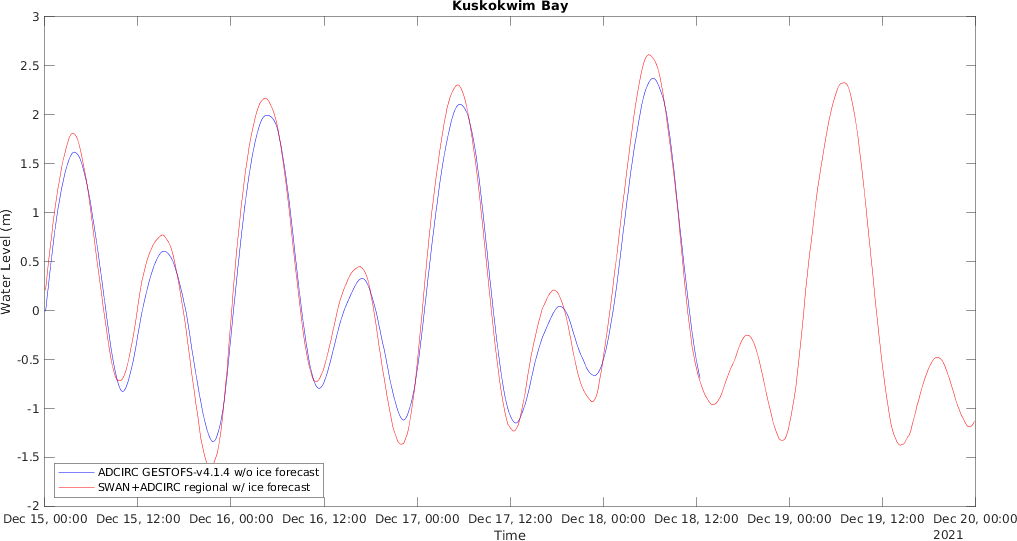 Kuskokwim Bay
3
2.5
2
1.5
1
0.5
0
-0.5
-1
-1.5
-2
Water Level (m)
ADCIRC GESTOFS-v4.1.4 w/o ice forecast
SWAN+ADCIRC regional w/ ice forecast
Dec 15, 00:00 Dec 15, 12:00 Dec 16, 00:00 Dec 16, 12:00 Dec 17, 00:00 Dec 17, 12:00 Dec 18, 00:00 Dec 18, 12:00 Dec 19, 00:00 Dec 19, 12:00 Dec 20, 00:00
Time
2021